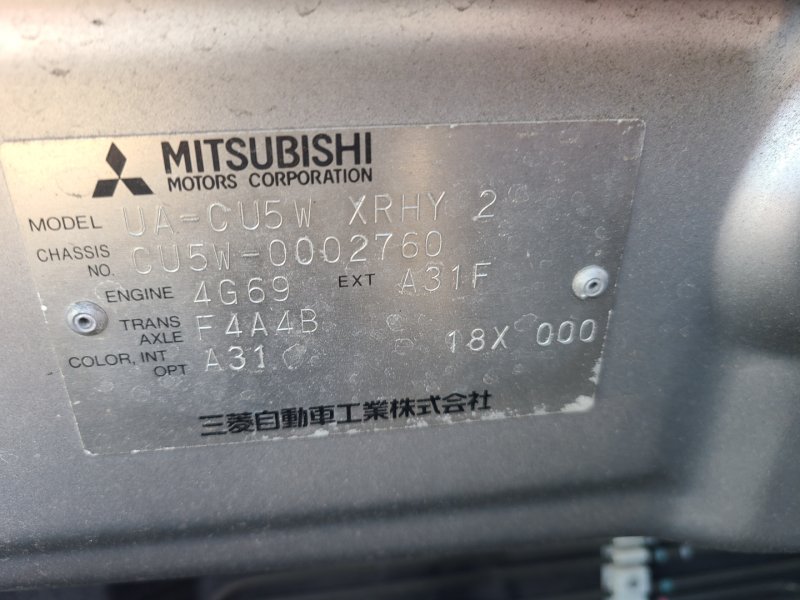 MITSUBISHI
MOTORS CORPORATION
MODEL UA-CU5W XRHY 2
CHASSIS NO. CU5W-0002760
ENGINE 4G69 EXT A31F
TRANS AXLE F4A4B
COLOR, INT OPT A31 18X 000
三菱自動車工業株式会社